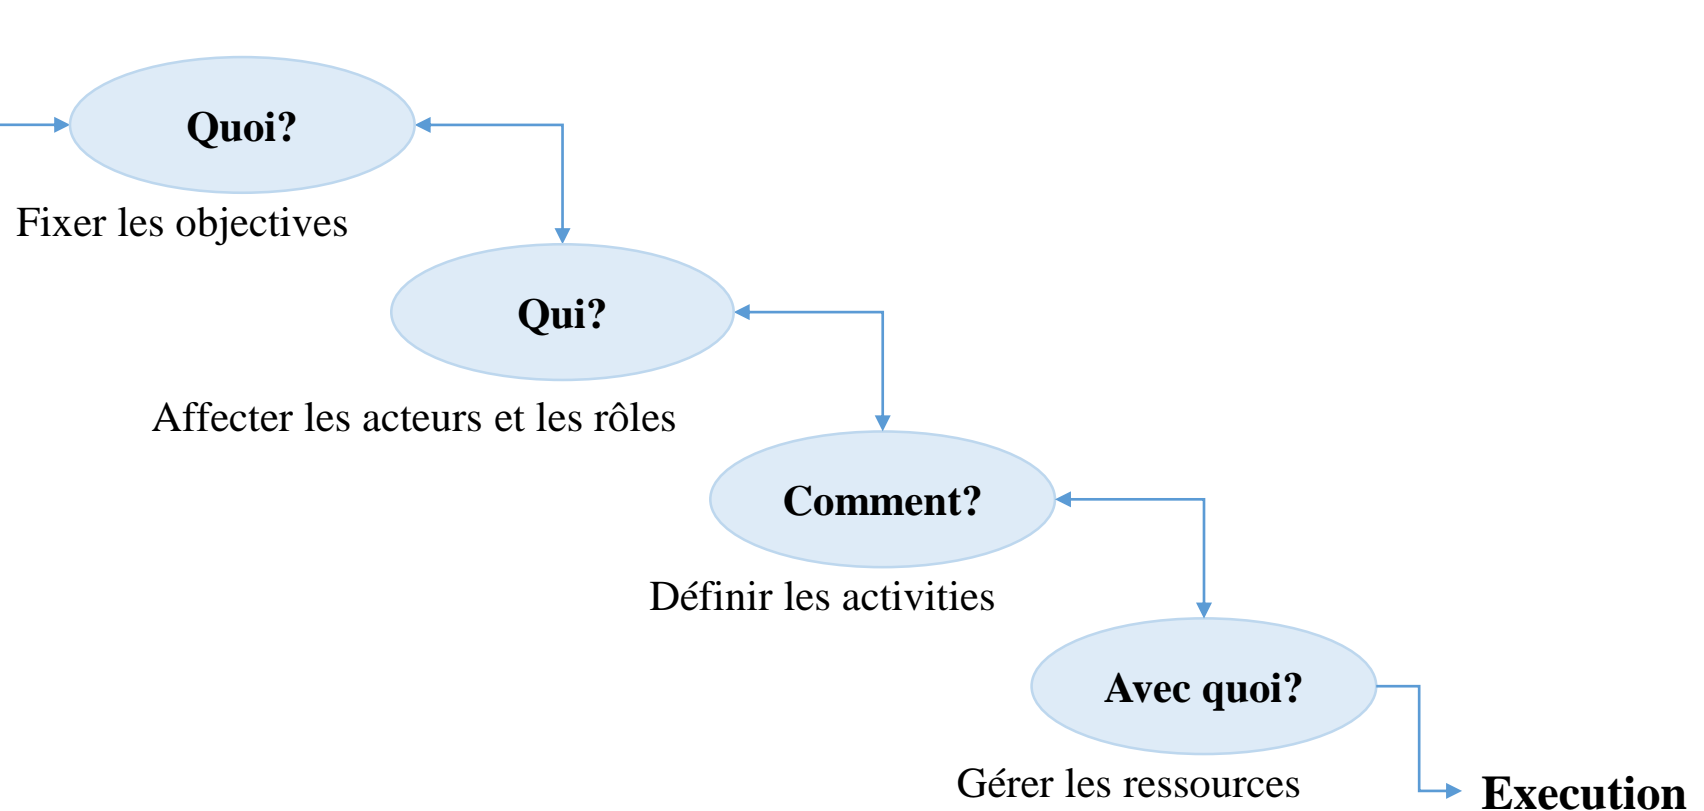 Quoi?
Fixer les objectives
Qui?
Affecter les acteurs et les rôles
Comment?
Définir les activities
Avec quoi?
Gérer les ressources
Execution